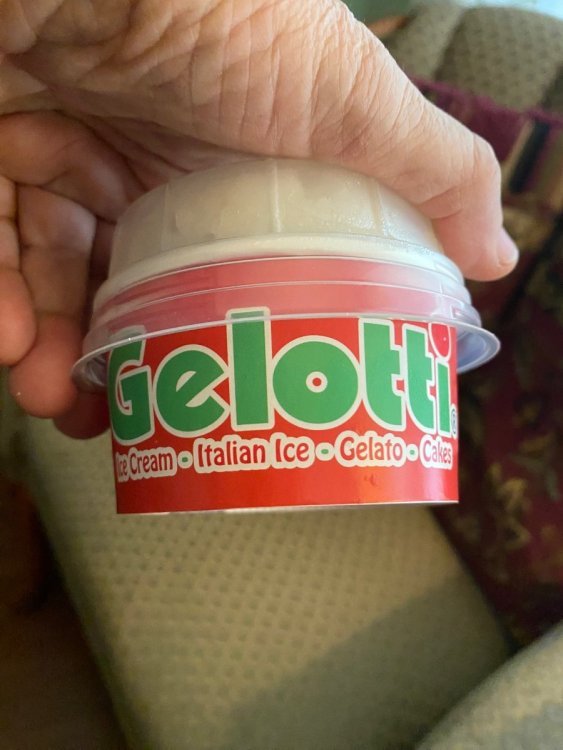 Gelotti®
Ice Cream • Italian Ice • Gelato • Cakes